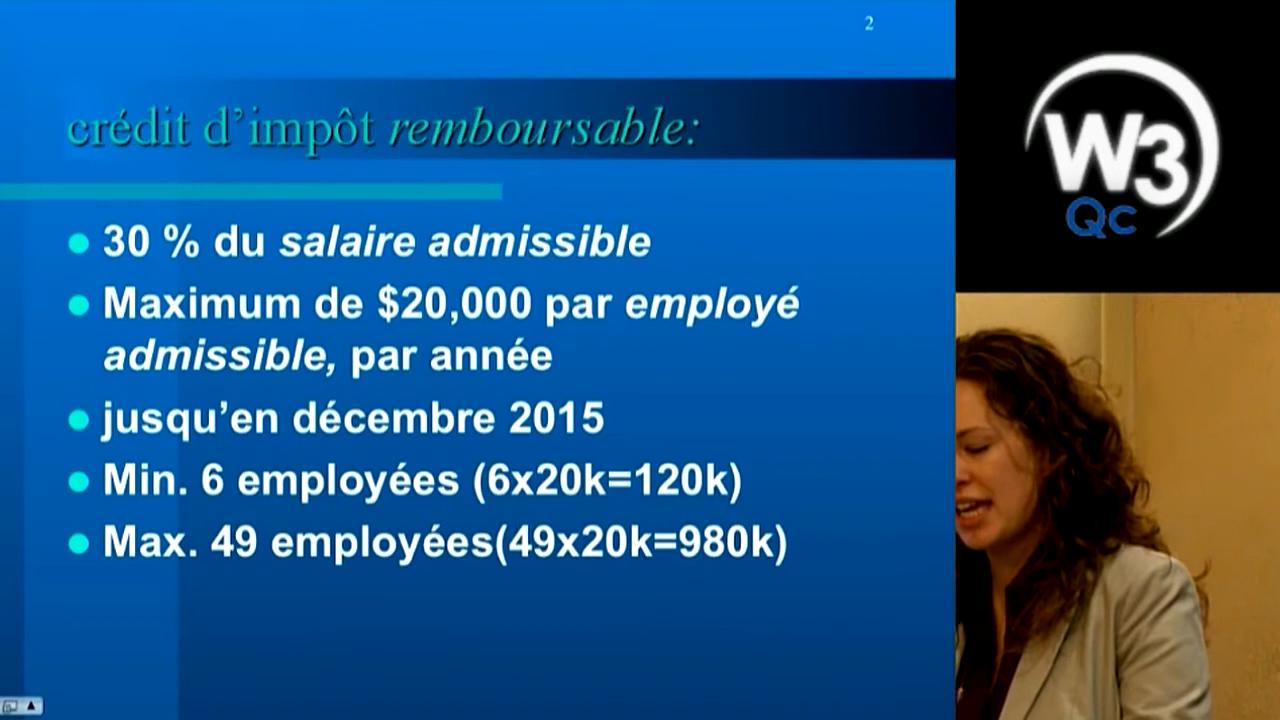 2
crédit d’impôt remboursable:
30 % du salaire admissible
Maximum de $20,000 par employé
admissible, par année
jusqu’en décembre 2015
Min. 6 employées (6x20k=120k)
Max. 49 employées(49x20k=980k)
W3
Qc